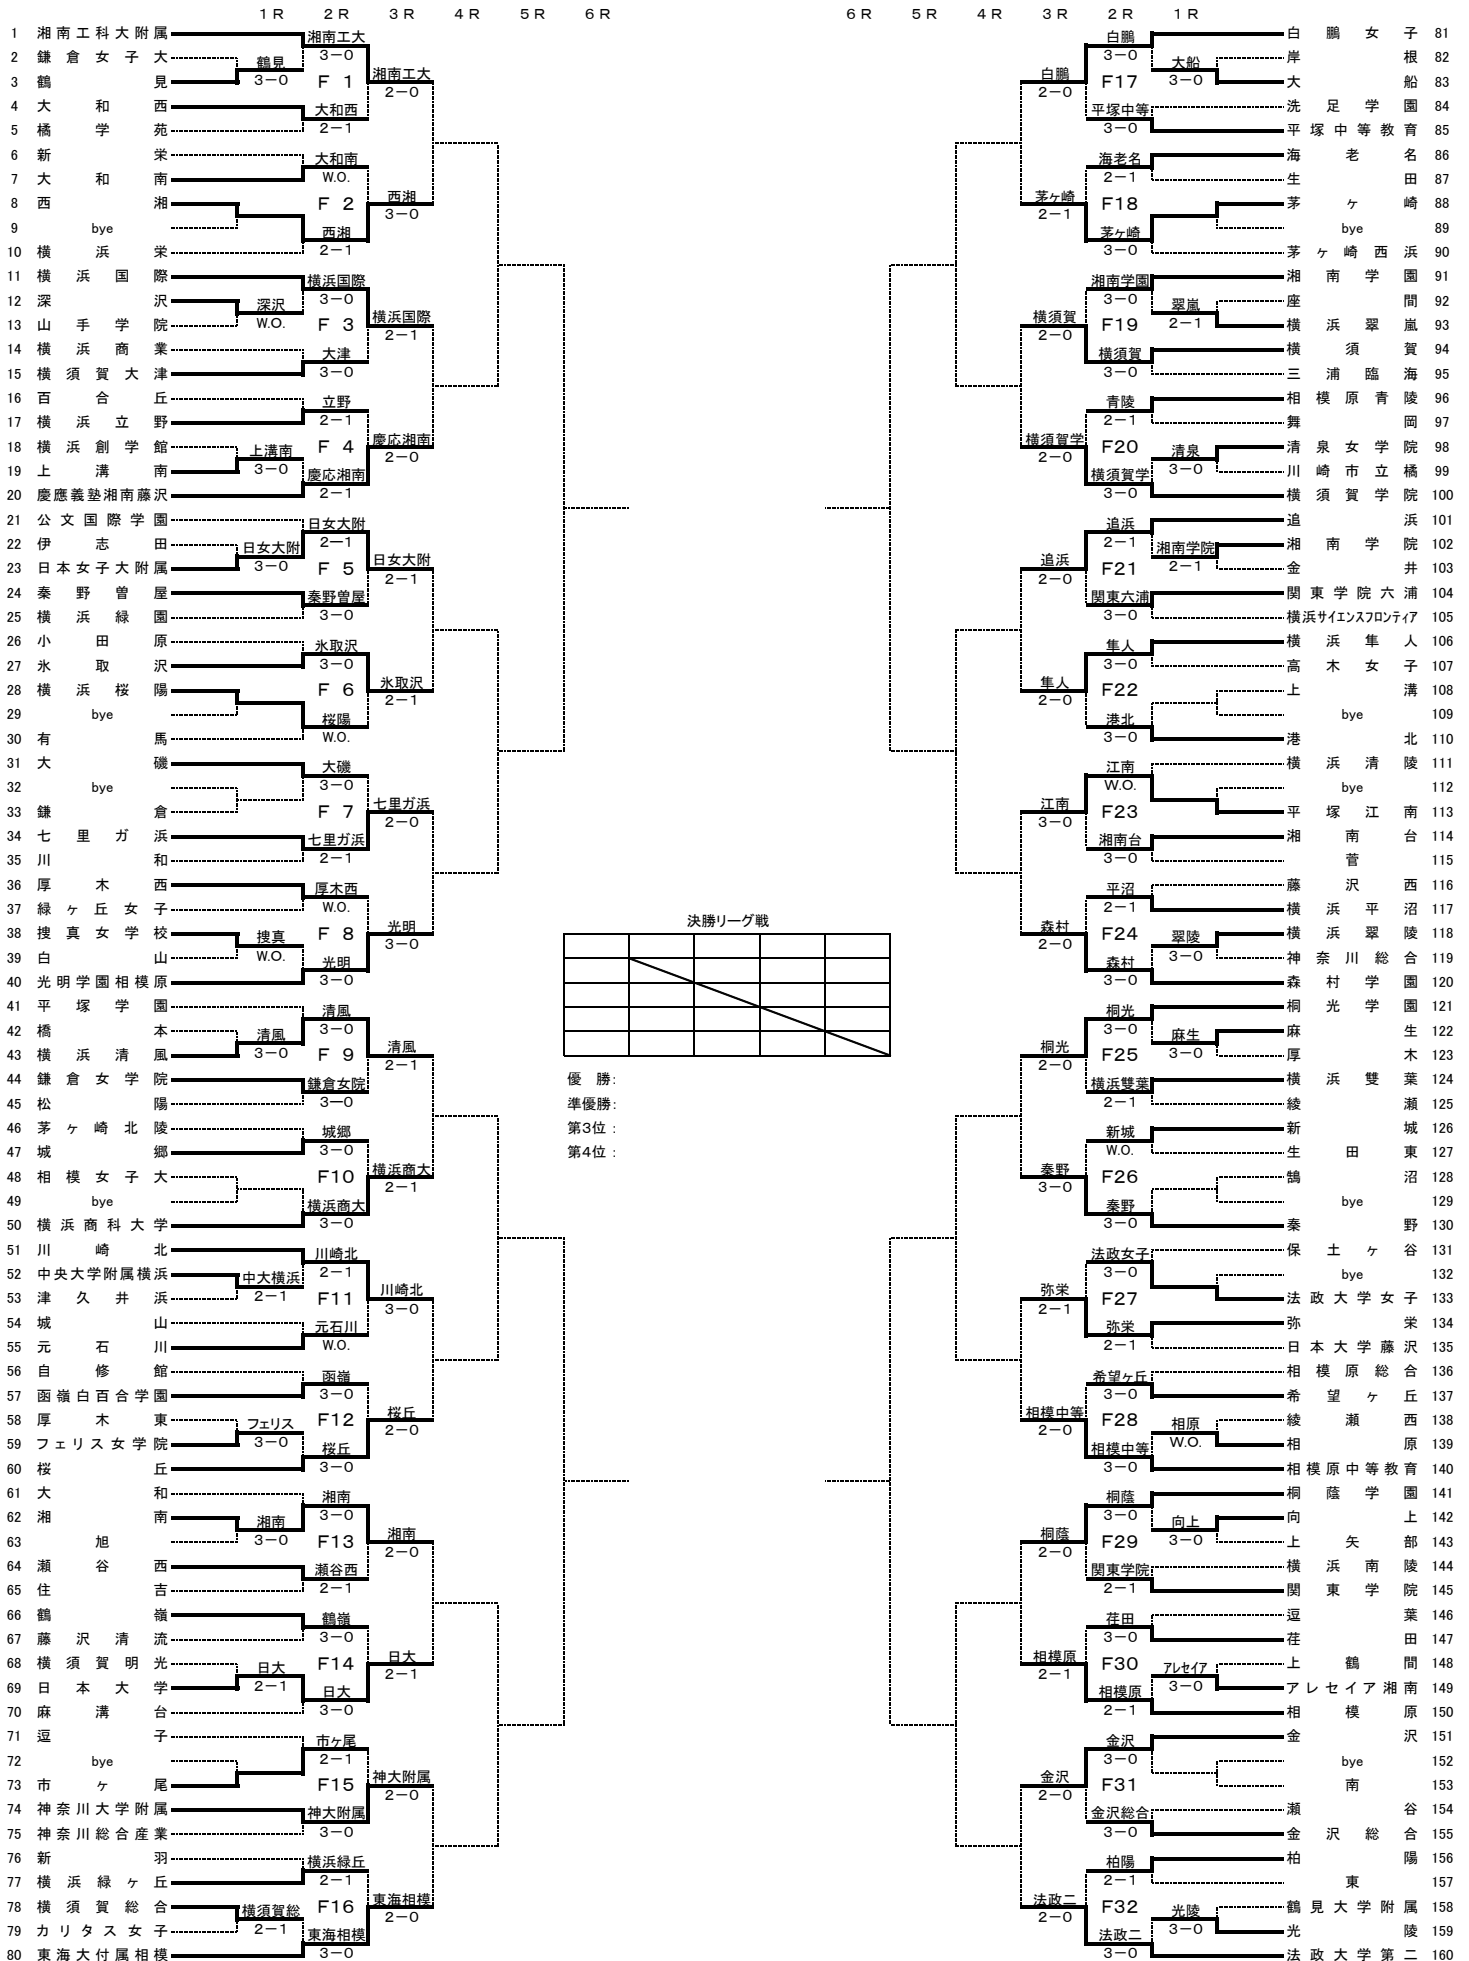 1R 2R 3R 4R 5R 6R
1 湘南工科大附属
2 鎌倉女子大
3 鶴見
4 大和西
5 橘学苑
6 新栄
7 大和南
8 西湘
9 bye
10 横浜栄
11 横浜国際
12 深沢
13 山手学院
14 横浜商業
15 横須賀大津
16 百合丘
17 横浜立野
18 横浜創学館
19 上溝南
20 慶應義塾湘南藤沢
21 公文国際学園
22 伊志田
23 日本女子大附属
24 秦野曽屋
25 横浜緑園
26 小田原
27 氷取沢
28 横浜桜陽
29 bye
30 有馬
31 大磯
32 bye
33 鎌倉
34 七里ガ浜
35 川和
36 厚木西
37 緑ヶ丘女子
38 捜真女学校
39 白山
40 光明学園相模原
41 平塚学園
42 橋本
43 横浜清風
44 鎌倉女学院
45 松陽
46 茅ヶ崎北陵
47 城郷
48 相模女子大
49 bye
50 横浜商科大学
51 川崎北
52 中央大学附属横浜
53 津久井浜
54 城山
55 元石川
56 自修館
57 函嶺白百合学園
58 厚木東
59 フェリス女学院
60 桜丘
61 大和
62 湘南
63 旭
64 瀬谷西
65 住吉
66 鶴嶺
67 藤沢清流
68 横須賀明光
69 日本大学
70 麻溝台
71 逗子
72 bye
73 市ヶ尾
74 神奈川大学附属
75 神奈川総合産業
76 新羽
77 横浜緑ヶ丘
78 横須賀総合
79 カリタス女子
80 東海大付属相模
鶴見
3-0
深沢
W.O.
上溝南
3-0
日女大附
3-0
捜真
W.O.
清風
3-0
中大横浜
2-1
フェリス
3-0
湘南
3-0
日大
2-1
横須賀総
2-1
湘南工大
3-0
F 1
大和西
2-1
大和南
W.O.
F 2
西湘
2-1
横浜国際
3-0
F 3
大津
3-0
立野
2-1
F 4
慶応湘南
2-1
日女大附
2-1
F 5
秦野曽屋
3-0
氷取沢
3-0
F 6
桜陽
W.O.
大磯
3-0
F 7
七里ガ浜
2-1
厚木西
W.O.
F 8
光明
3-0
清風
3-0
F 9
鎌倉女院
3-0
城郷
3-0
F10
横浜商大
3-0
川崎北
2-1
F11
元石川
W.O.
函嶺
3-0
F12
桜丘
3-0
湘南
3-0
F13
瀬谷西
2-1
鶴嶺
3-0
F14
日大
3-0
市ヶ尾
2-1
F15
神大附属
3-0
横浜緑丘
2-1
F16
東海相模
3-0
湘南工大
2-0
西湘
3-0
横浜国際
2-1
慶応湘南
2-0
日女大附
2-1
氷取沢
2-1
七里ガ浜
2-0
光明
3-0
清風
2-1
横浜商大
2-1
川崎北
3-0
桜丘
2-0
湘南
2-0
日大
2-1
神大附属
2-0
東海相模
2-0
決勝リーグ戦
優 勝:
準優勝:
第3位 :
第4位 :
6R 5R 4R 3R 2R 1R
白鵬
2-0
茅ヶ崎
2-1
横須賀
2-0
横須賀学
2-0
追浜
2-0
隼人
2-0
江南
3-0
森村
2-0
桐光
2-0
秦野
3-0
弥栄
2-1
相模中等
2-0
桐蔭
2-0
相模原
2-1
金沢
2-0
法政二
2-0
白鵬
3-0
F17
平塚中等
3-0
海老名
2-1
F18
茅ヶ崎
3-0
湘南学園
3-0
F19
横須賀
3-0
青陵
2-1
F20
横須賀学
3-0
追浜
2-1
F21
関東六浦
3-0
隼人
3-0
F22
港北
3-0
江南
W.O.
F23
湘南台
3-0
平沼
2-1
F24
森村
3-0
桐光
3-0
F25
横浜雙葉
2-1
新城
W.O.
F26
秦野
3-0
法政女子
3-0
F27
弥栄
2-1
希望ヶ丘
3-0
F28
相模中等
3-0
桐蔭
3-0
F29
関東学院
2-1
荏田
3-0
F30
相模原
2-1
金沢
3-0
F31
金沢総合
3-0
柏陽
2-1
F32
法政二
3-0
大船
3-0
翠嵐
2-1
清泉
3-0
湘南学院
2-1
翠陵
3-0
麻生
3-0
相原
W.O.
向上
3-0
アレセイア
3-0
光陵
3-0
白鵬女子 81
岸根 82
大船 83
洗足学園 84
平塚中等教育 85
海老名 86
生田 87
茅ヶ崎 88
bye 89
茅ヶ崎西浜 90
湘南学園 91
座間 92
横浜翠嵐 93
横須賀 94
三浦臨海 95
相模原青陵 96
舞岡 97
清泉女学院 98
川崎市立橘 99
横須賀学院 100
追浜 101
湘南学院 102
金井 103
関東学院六浦 104
横浜サイエンスフロンティア 105
横浜隼人 106
高木女子 107
上溝 108
bye 109
港北 110
横浜清陵 111
bye 112
平塚江南 113
湘南台 114
菅 115
藤沢西 116
横浜平沼 117
横浜翠陵 118
神奈川総合 119
森村学園 120
桐光学園 121
麻生 122
厚木 123
横浜雙葉 124
綾瀬 125
新城 126
生田東 127
鵠沼 128
bye 129
秦野 130
保土ヶ谷 131
bye 132
法政大学女子 133
弥栄 134
日本大学藤沢 135
相模原総合 136
希望ヶ丘 137
綾瀬西 138
相原 139
相模原中等教育 140
桐蔭学園 141
向上 142
上矢部 143
横浜南陵 144
関東学院 145
逗葉 146
荏田 147
上鶴間 148
アレセイア湘南 149
相模原 150
金沢 151
bye 152
南 153
瀬谷 154
金沢総合 155
柏陽 156
東 157
鶴見大学附属 158
光陵 159
法政大学第二 160